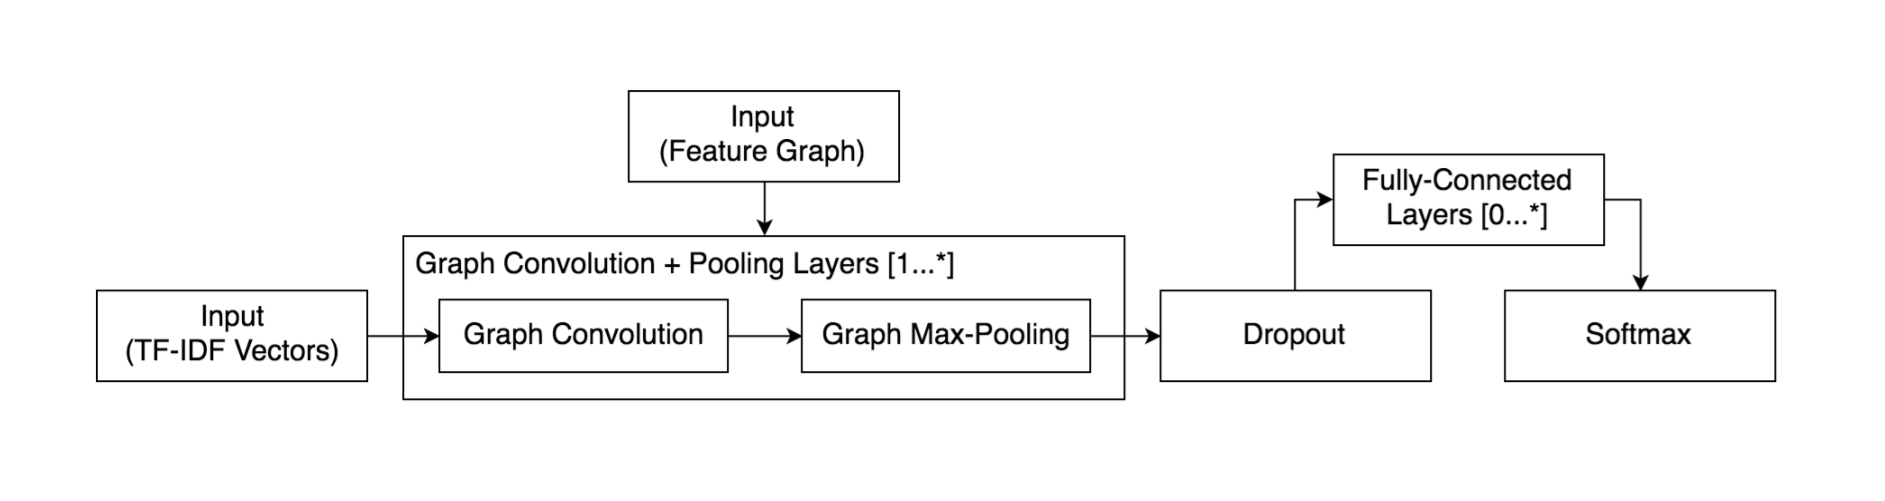 Input
(Feature Graph)
Fully-Connected
Layers [0...*]
Graph Convolution + Pooling Layers [1...*]
Input
(TF-IDF Vectors)
Graph Convolution
Graph Max-Pooling
Dropout
Softmax